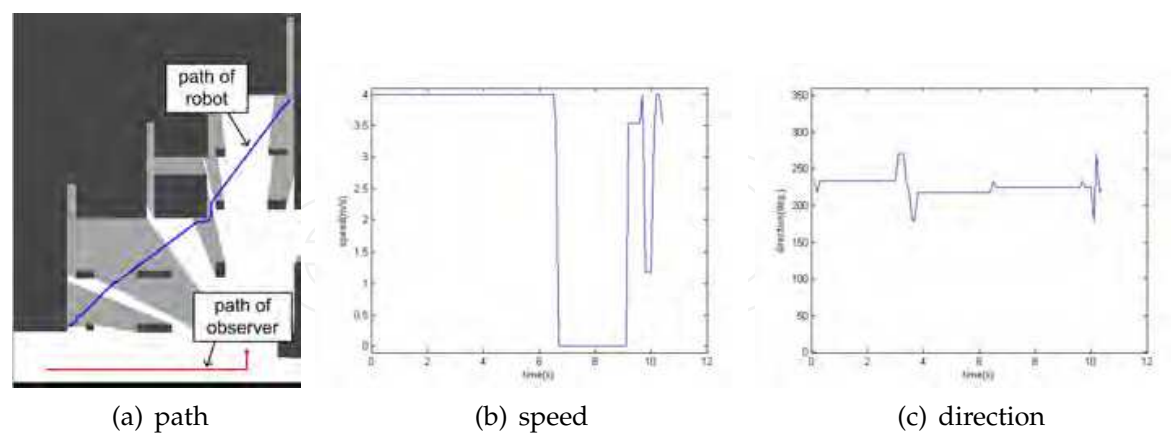 path of
robot
path of
observer
(a) path
4
3.5
3
2.5
2
1.5
1
0.5
0
speed(m/s)
0 2 4 6 8 10 12
time(s)
(b) speed
350
300
250
200
150
100
50
0
direction(deg.)
0 2 4 6 8 10 12
time(s)
(c) direction